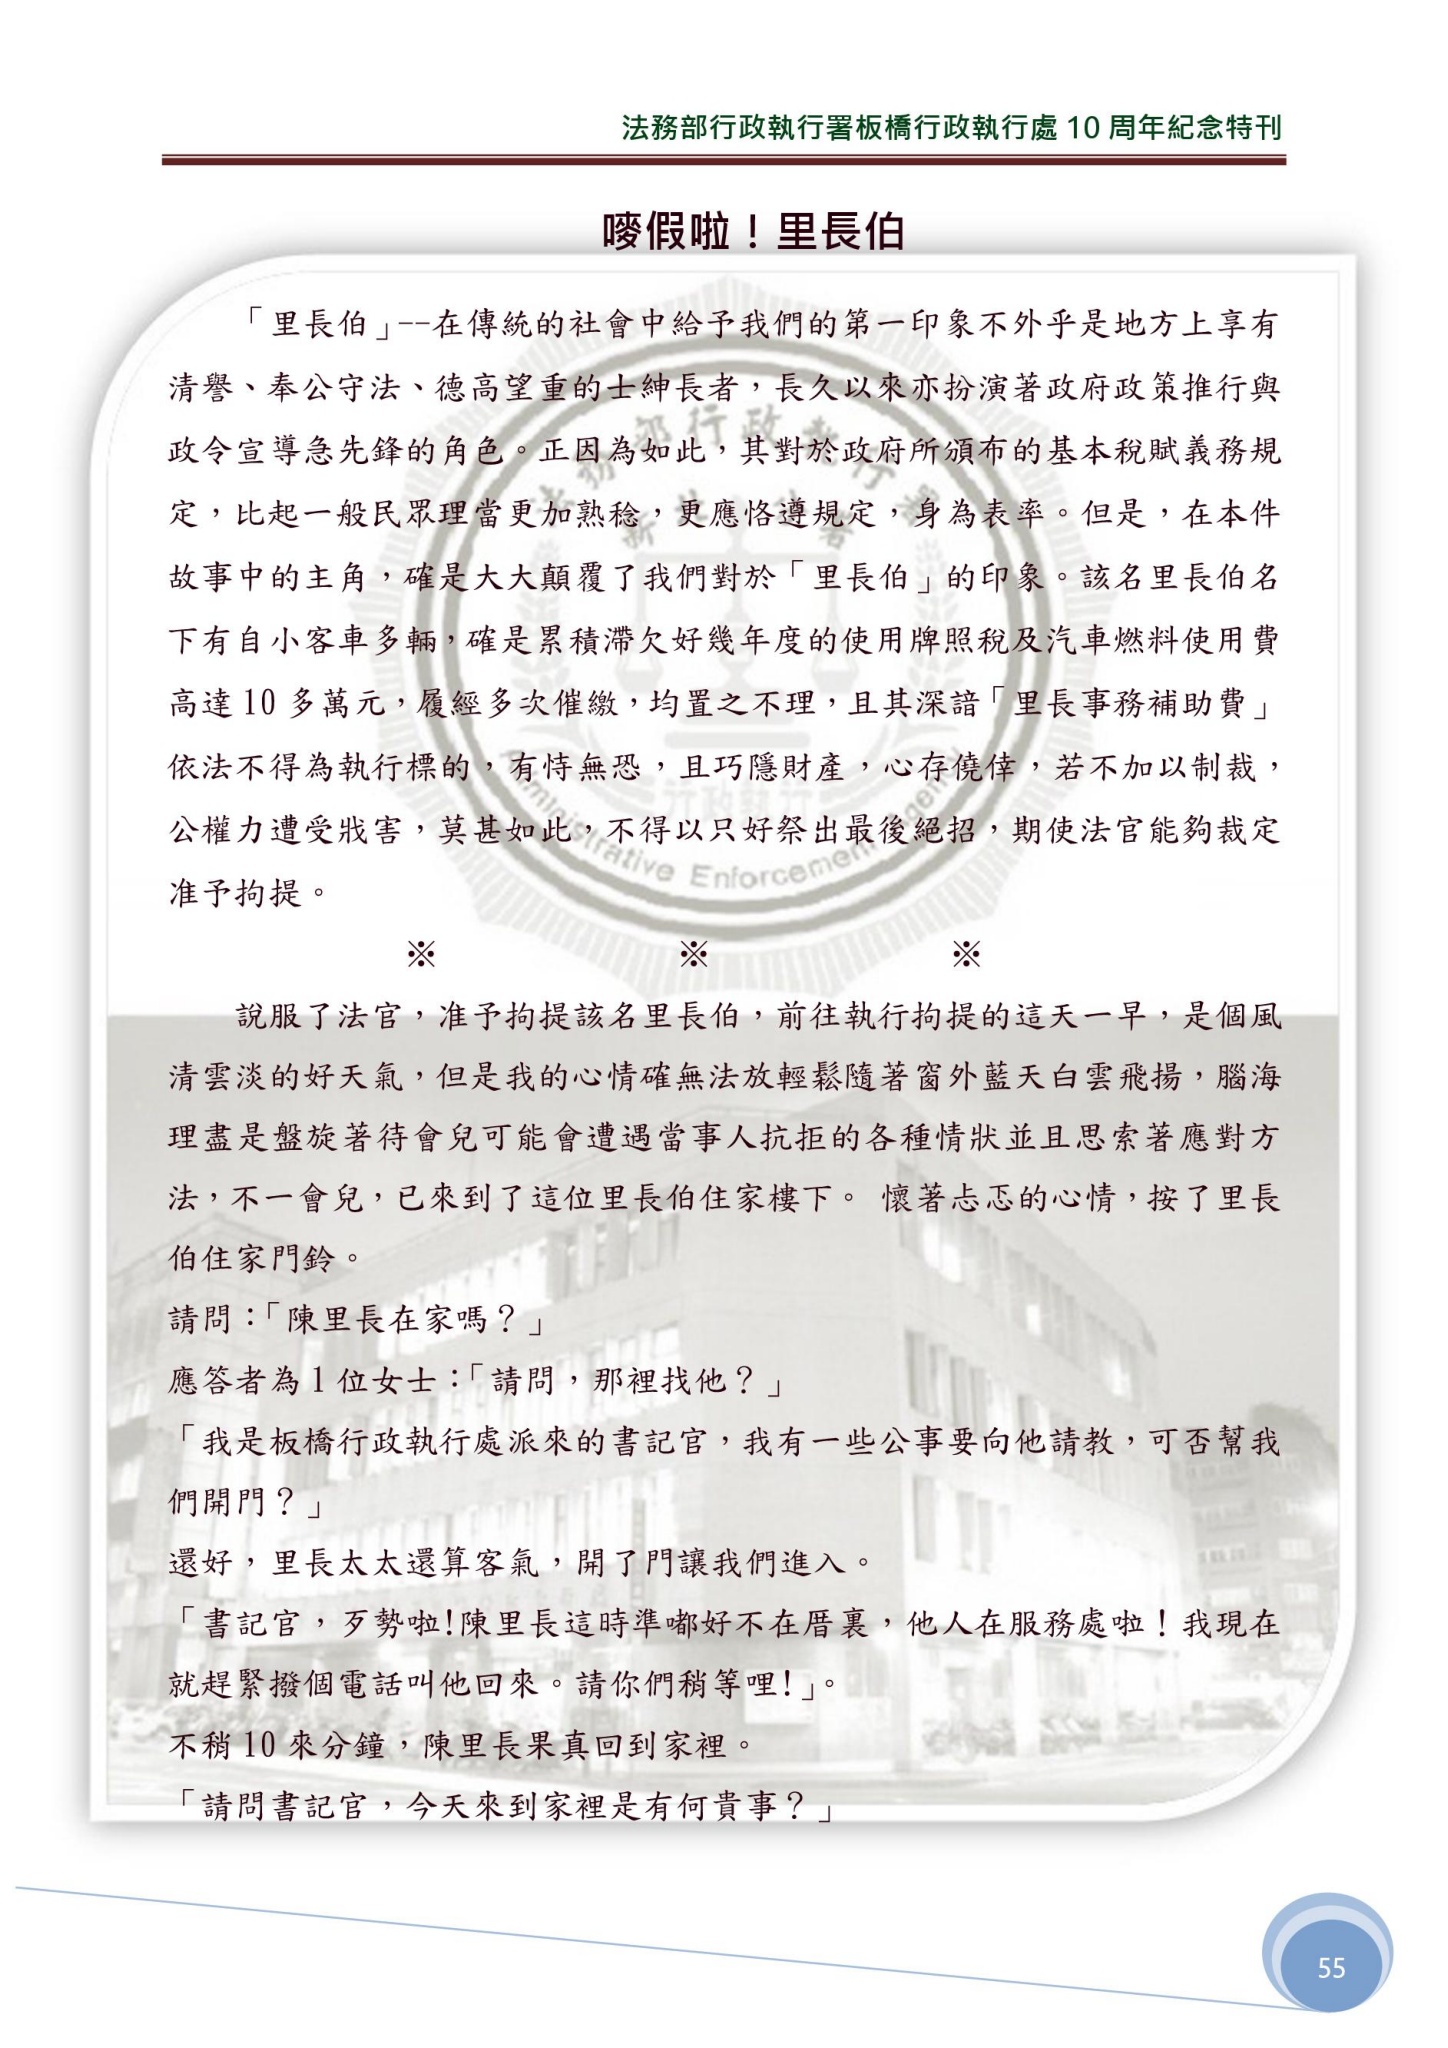 法務部行政執行署板橋行政執行處 10 周年紀念特刊
嘜假啦！里長伯
「里長伯」--在傳統的社會中給予我們的第一印象不外乎是地方上享有
清譽、奉公守法、德高望重的士紳長者，長久以來亦扮演著政府政策推行與
政令宣導急先鋒的角色。正因為如此，其對於政府所頒布的基本稅賦義務規
定，比起一般民眾理當更加熟稔，更應恪遵規定，身為表率。但是，在本件
故事中的主角，確是大大顛覆了我們對於「里長伯」的印象。該名里長伯名
下有自小客車多輛，確是累積滯欠好幾年度的使用牌照稅及汽車燃料使用費
高達 10 多萬元，履經多次催繳，均置之不理，且其深諳「里長事務補助費」
依法不得為執行標的，有恃無恐，且巧隱財產，心存僥倖，若不加以制裁，
公權力遭受戕害，莫甚如此，不得以只好祭出最後絕招，期使法官能夠裁定
准予拘提。
※ ※ ※
說服了法官，准予拘提該名里長伯，前往執行拘提的這天一早，是個風
清雲淡的好天氣，但是我的心情確無法放輕鬆隨著窗外藍天白雲飛揚，腦海
理盡是盤旋著待會兒可能會遭遇當事人抗拒的各種情狀並且思索著應對方
法，不一會兒，已來到了這位里長伯住家樓下。 懷著忐忑的心情，按了里長
伯住家門鈴。
請問：「陳里長在家嗎？」
應答者為 1 位女士：「請問，那裡找他？」
「我是板橋行政執行處派來的書記官，我有一些公事要向他請教，可否幫我
們開門？」
還好，里長太太還算客氣，開了門讓我們進入。
「書記官，歹勢啦!陳里長這時準嘟好不在厝裏，他人在服務處啦！我現在
就趕緊撥個電話叫他回來。請你們稍等哩!」。
不稍 10 來分鐘，陳里長果真回到家裡。
「請問書記官，今天來到家裡是有何貴事？」
法務部行政執行署
Administrative Enforcement Agency
行政執行
55